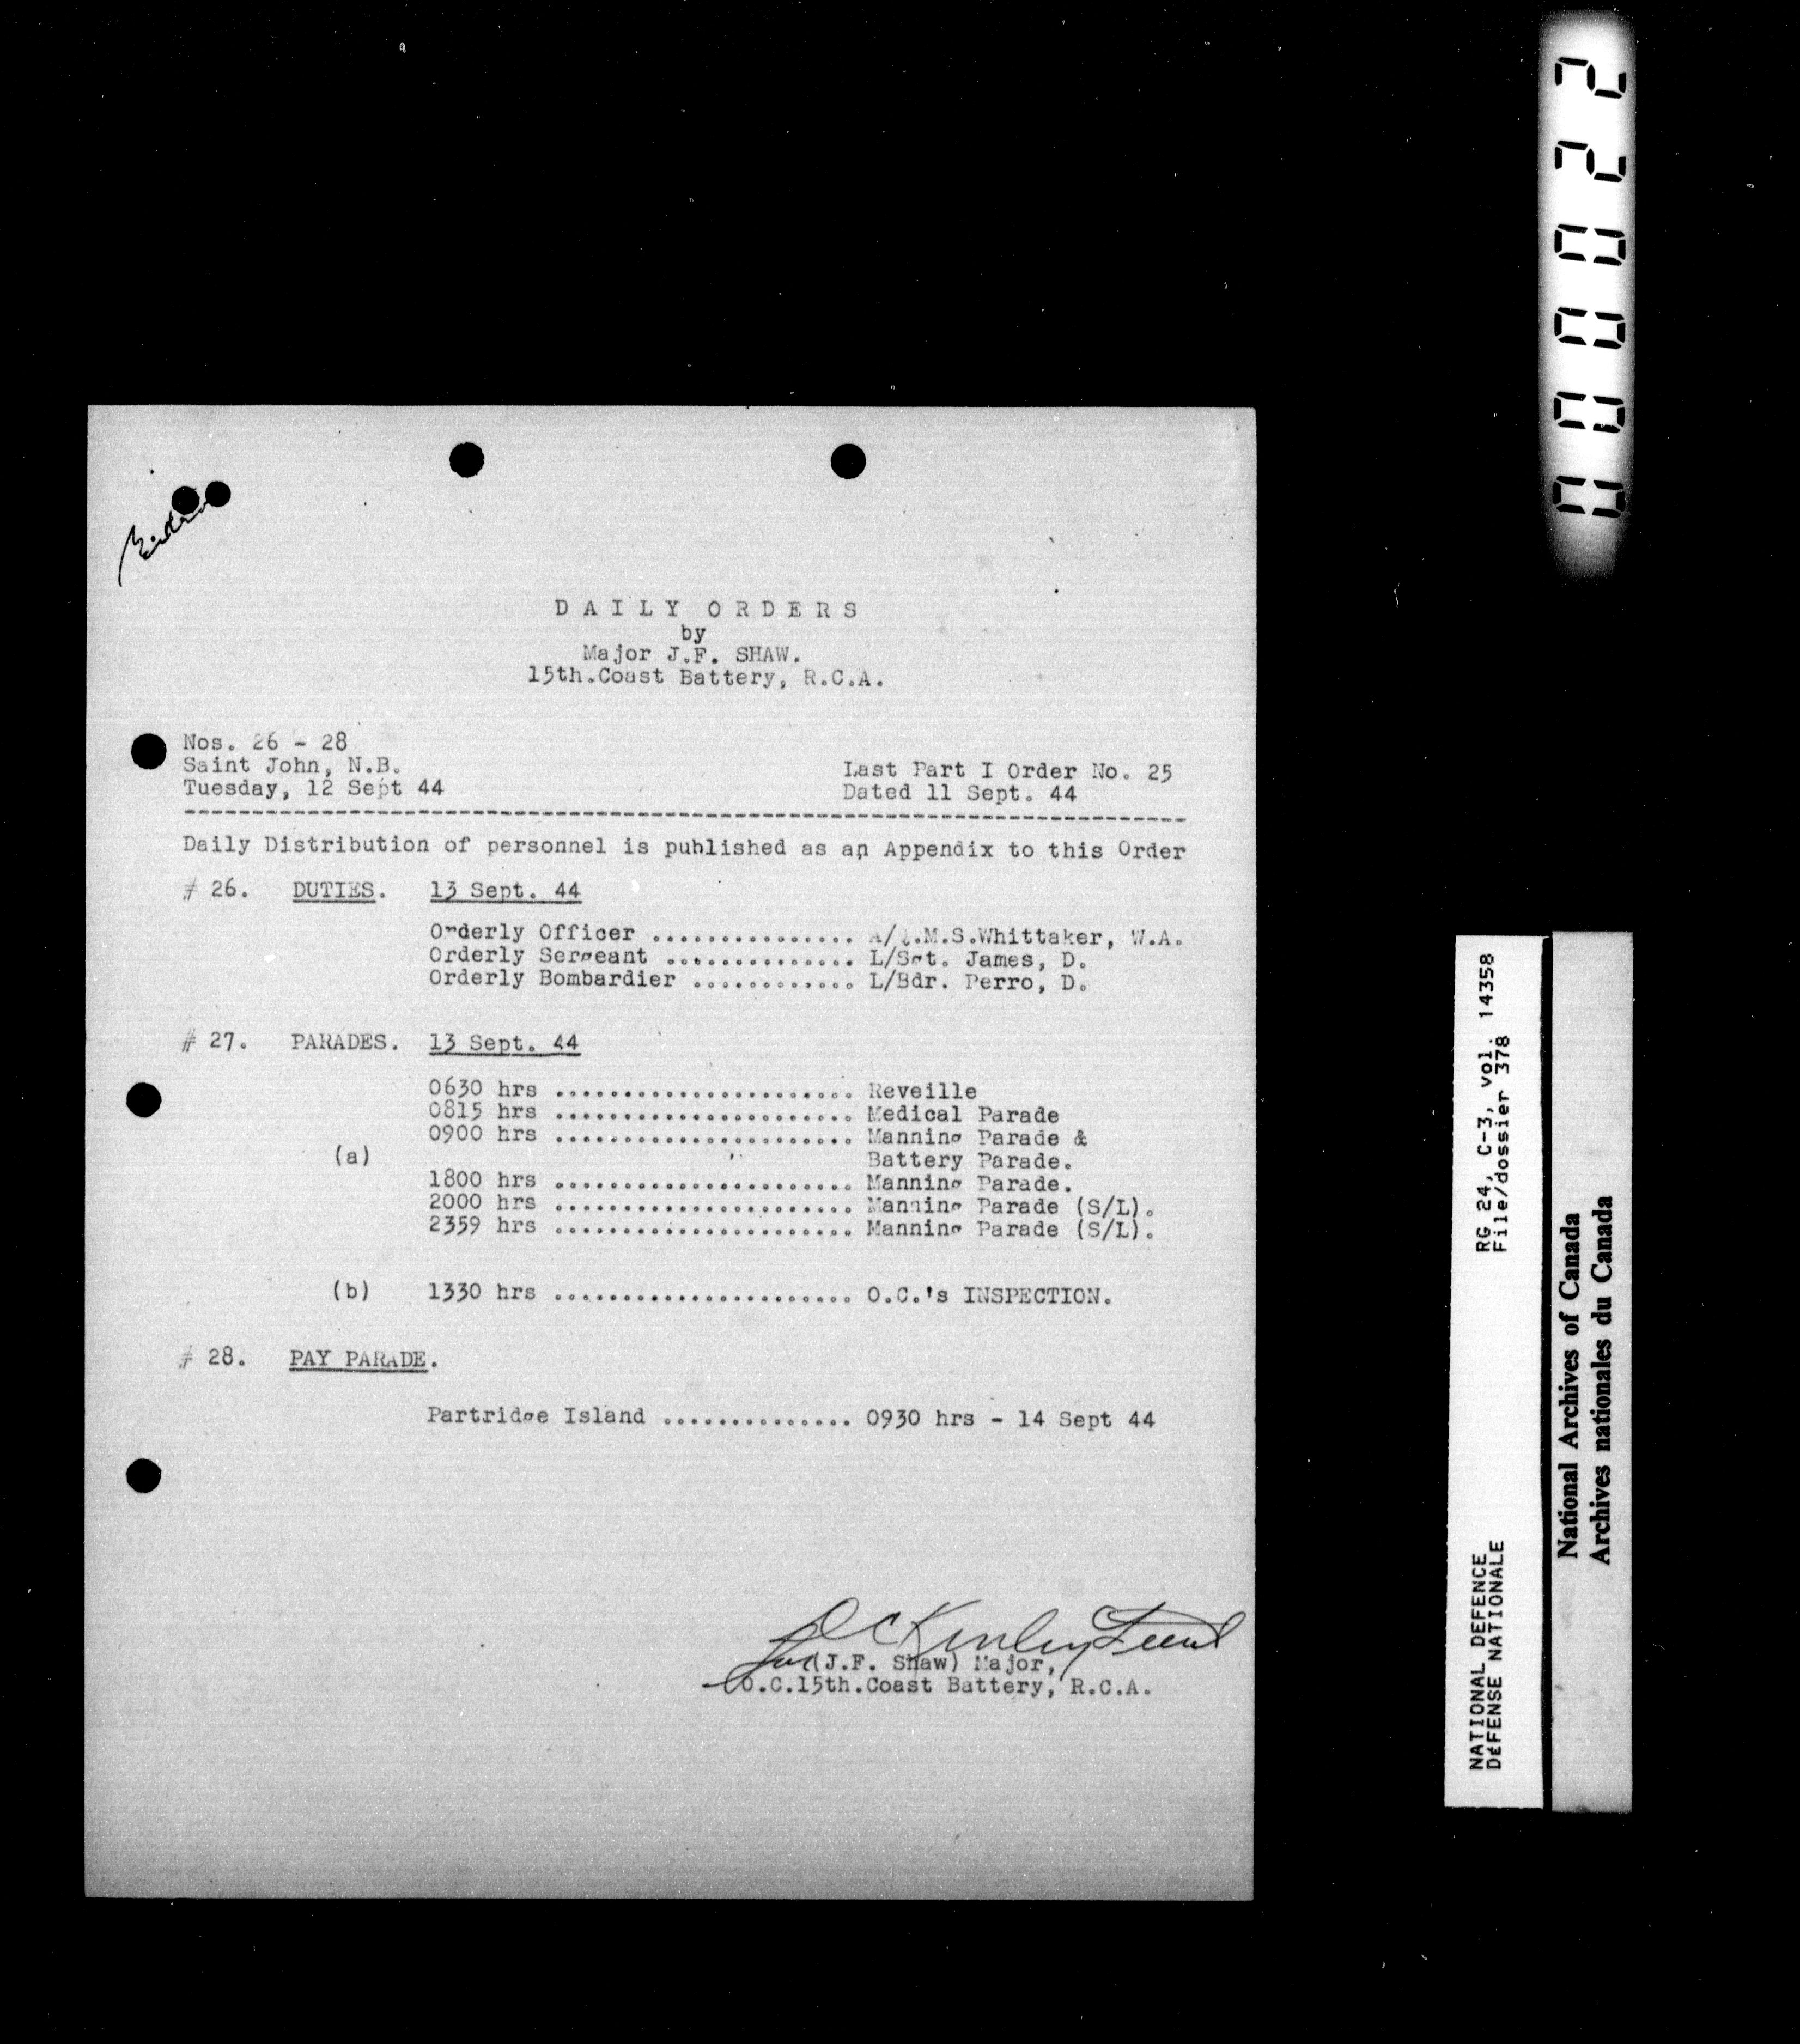 D A I L Y O R D E R S
by
Major J.F. SHAW.
15th.Coast Battery, R.C.A.
Nos. 26 - 28
Saint John, N.B.
Tuesday, 12 Sept 44
Last Part I Order No. 25
Dated 11 Sept. 44
Daily Distribution of personnel is published as an Appendix to this Order
# 26. DUTIES. 13 Sept. 44
Orderly Officer ............... A/Q.M.S.Whittaker, W.A.
Orderly Sergeant .............. L/Sgt. James, D.
Orderly Bombardier ............ L/Bdr. Perro, D.
# 27. PARADES. 13 Sept. 44
0630 hrs ...................... Reveille
0815 hrs ...................... Medical Parade
0900 hrs ...................... Manning Parade &
(a) Battery Parade.
1800 hrs ...................... Manning Parade.
2000 hrs ...................... Manning Parade (S/L).
2359 hrs ...................... Manning Parade (S/L).
(b) 1330 hrs ...................... O.C.'s INSPECTION.
# 28. PAY PARADE.
Partridge Island .............. 0930 hrs - 14 Sept 44
for (J.F. Shaw) Major,
O.C.15th.Coast Battery, R.C.A.
000022
RG 24, C-3, vol. 14358
File/dossier 378
NATIONAL DEFENCE
DÉFENSE NATIONALE
National Archives of Canada
Archives nationales du Canada